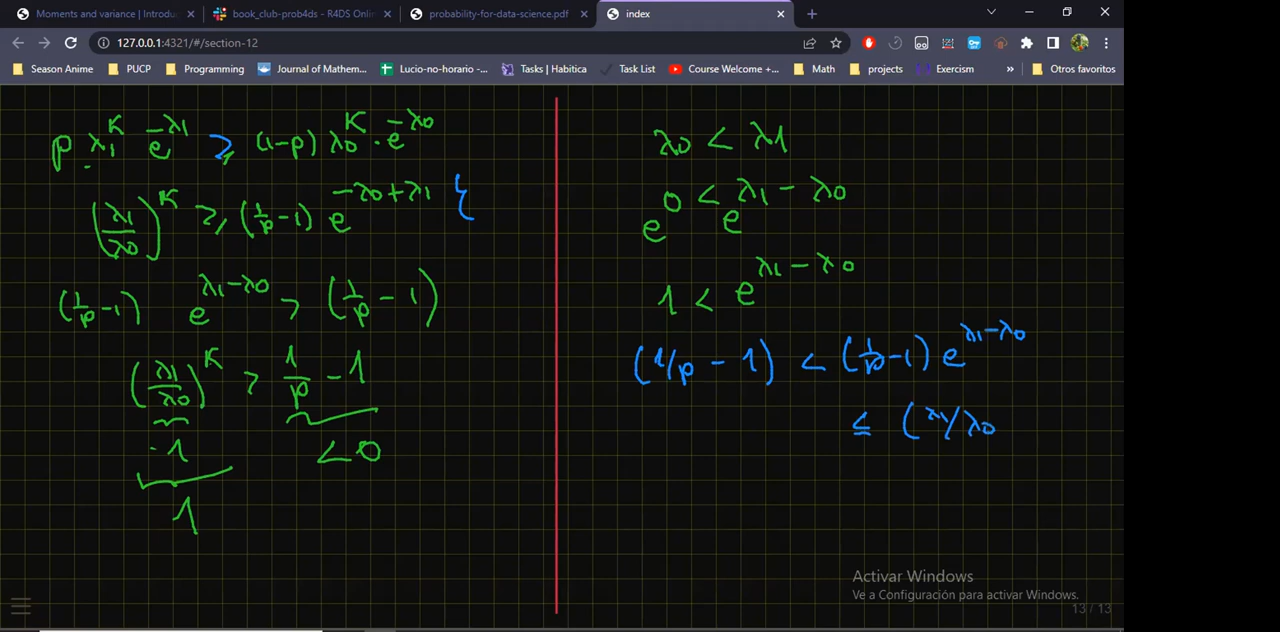 Moments and variance | Introdu
book_club-prob4ds - R4DS Onlin
probability-for-data-science.pdf
index
127.0.0.1:4321/#/section-12
Season Anime
PUCP
Programming
Journal of Mathem...
Lucio-no-horario -...
Tasks | Habitica
Task List
Course Welcome +...
Math
projects
Exercism
»
Otros favoritos
p λ1^K e^{-λ1} ≥ (1-p) λ0^K · e^{-λ0}
(λ1/λ0)^K ≥ (1/p - 1) e^{-λ0+λ1}
(1/p - 1) e^{λ1-λ0} > (1/p - 1)
(λ1/λ0)^K > 1/p - 1
·1 < 0
1
λ0 < λ1
e^0 < e^{λ1-λ0}
1 < e^{λ1-λ0}
(1/p - 1) < (1/p - 1) e^{λ1-λ0}
≤ (λ1/λ0
Activar Windows
Ve a Configuración para activar Windows.
13 / 13